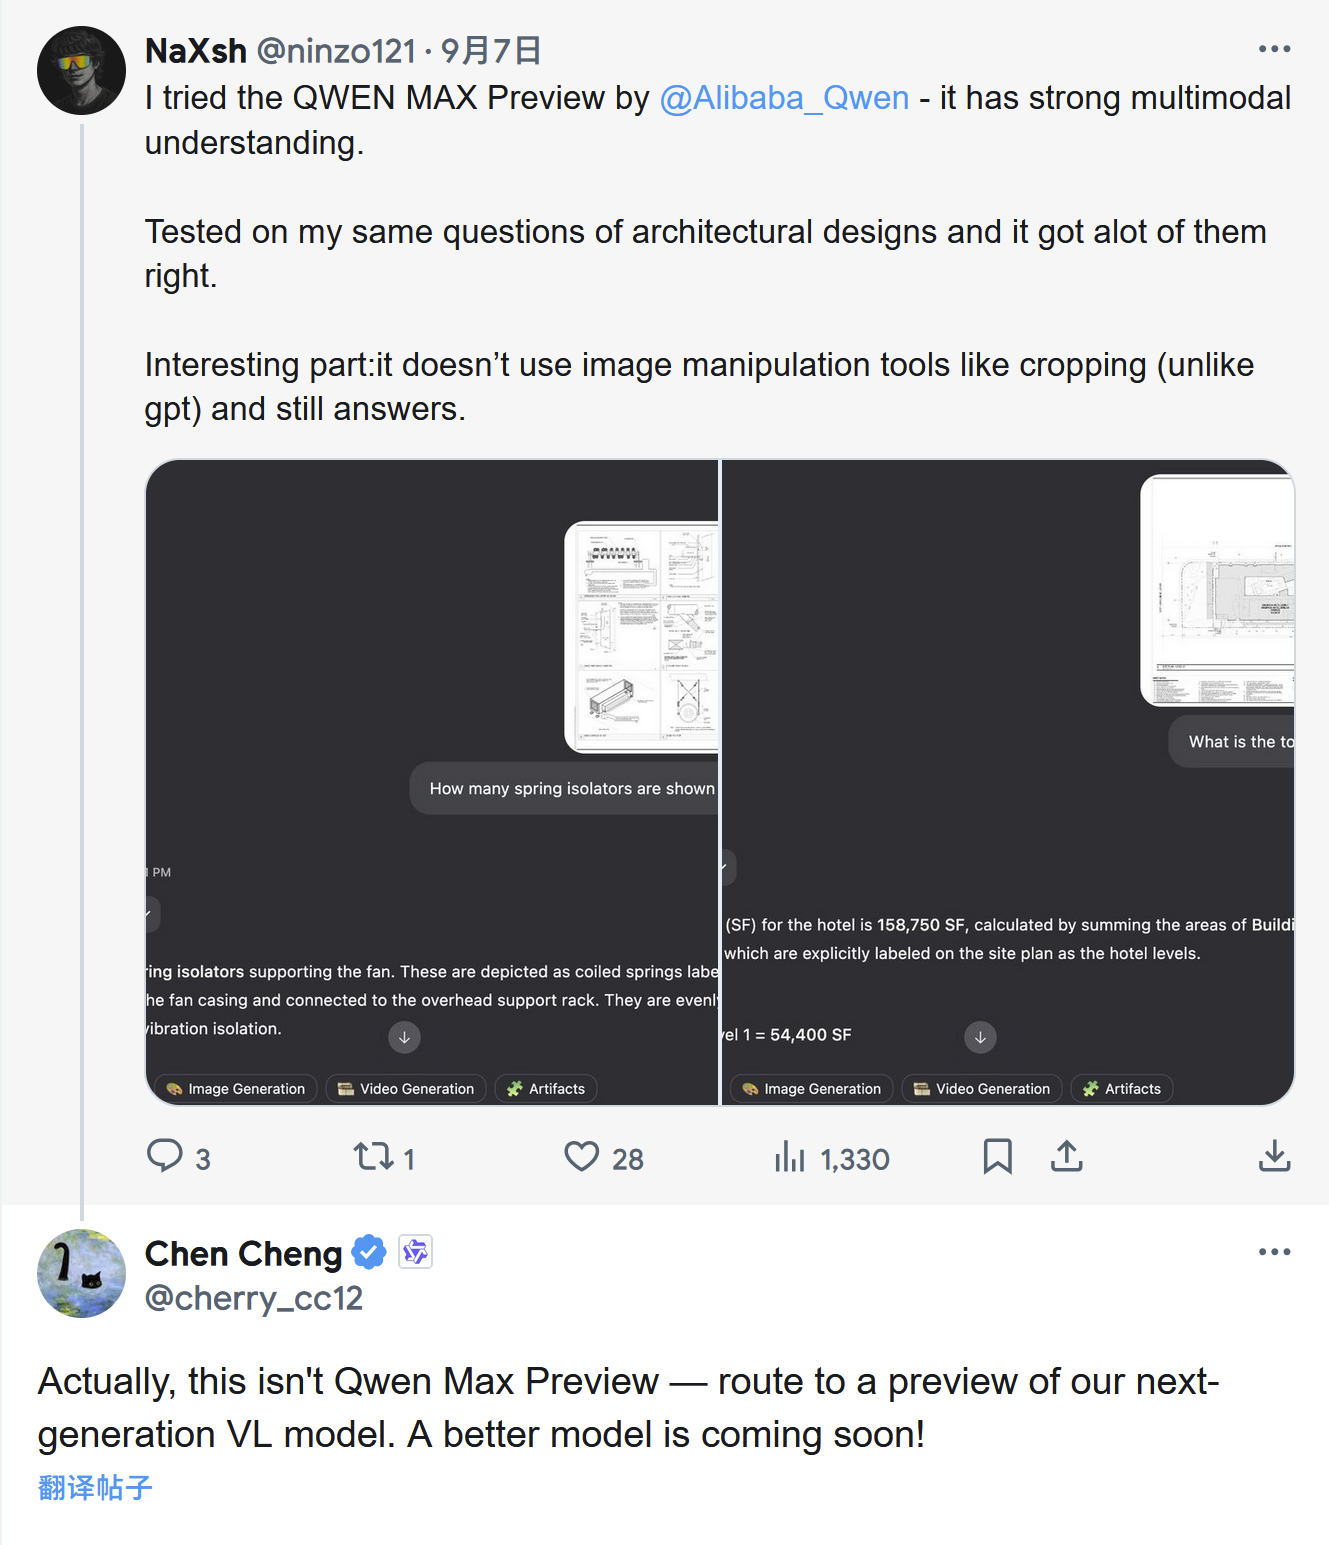 NaXsh @ninzo121 · 9月7日
I tried the QWEN MAX Preview by @Alibaba_Qwen - it has strong multimodal
understanding.
Tested on my same questions of architectural designs and it got alot of them
right.
Interesting part:it doesn’t use image manipulation tools like cropping (unlike
gpt) and still answers.
How many spring isolators are shown
PM
ring isolators supporting the fan. These are depicted as coiled springs labe
he fan casing and connected to the overhead support rack. They are evenly
vibration isolation.
Image Generation
Video Generation
Artifacts
What is the to
(SF) for the hotel is 158,750 SF, calculated by summing the areas of Buildi
which are explicitly labeled on the site plan as the hotel levels.
vel 1 = 54,400 SF
Image Generation
Video Generation
Artifacts
3
1
28
1,330
Chen Cheng
@cherry_cc12
Actually, this isn't Qwen Max Preview — route to a preview of our next-
generation VL model. A better model is coming soon!
翻译帖子